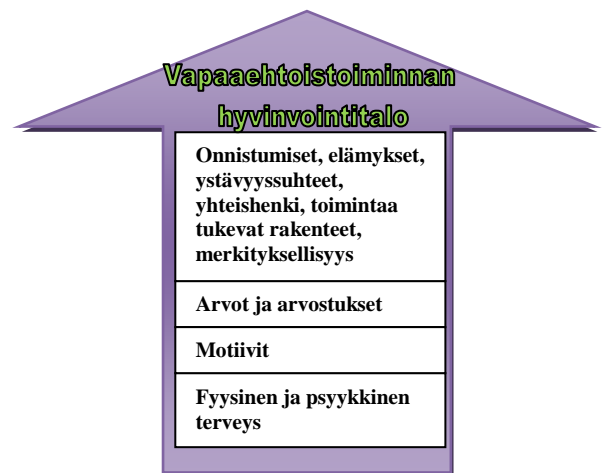 Vapaaehtoistoiminnan
hyvinvointitalo
Onnistumiset, elämykset,
ystävyyssuhteet,
yhteishenki, toimintaa
tukevat rakenteet,
merkityksellisyys
Arvot ja arvostukset
Motiivit
Fyysinen ja psyykkinen
terveys